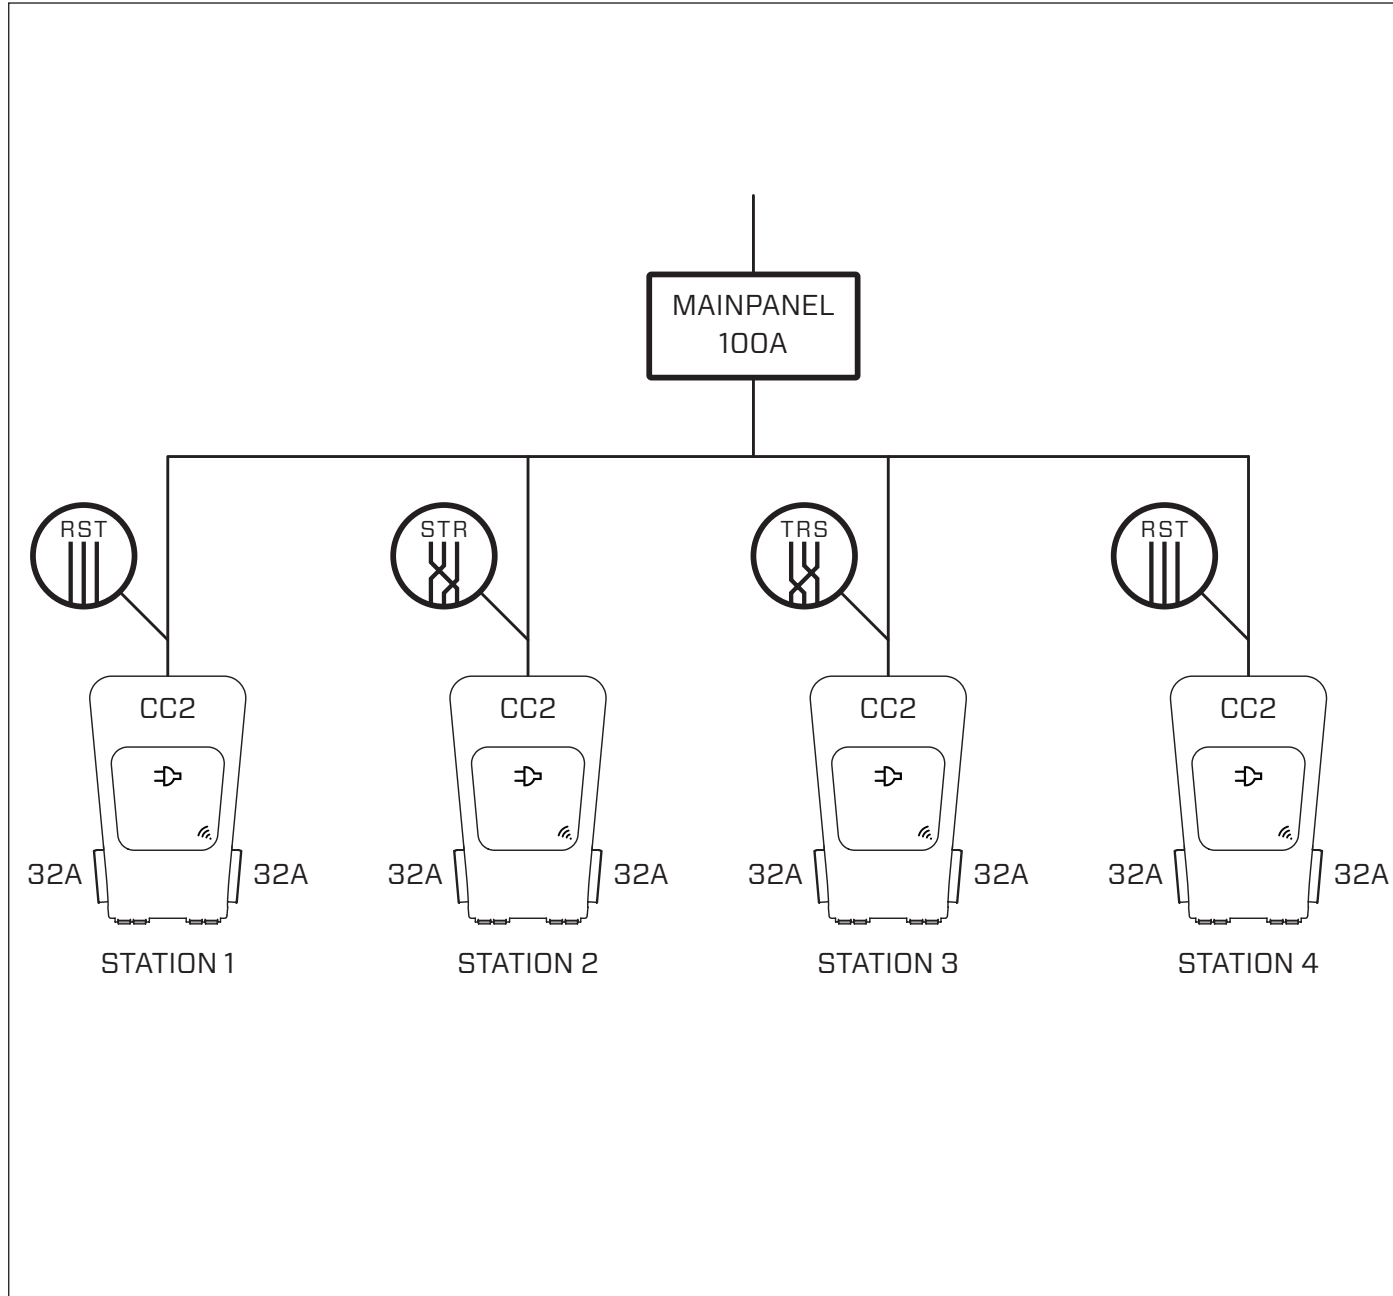 MAINPANEL
100A
RST
STR
TRS
RST
CC2
CC2
CC2
CC2
32A
32A
32A
32A
32A
32A
32A
32A
STATION 1
STATION 2
STATION 3
STATION 4